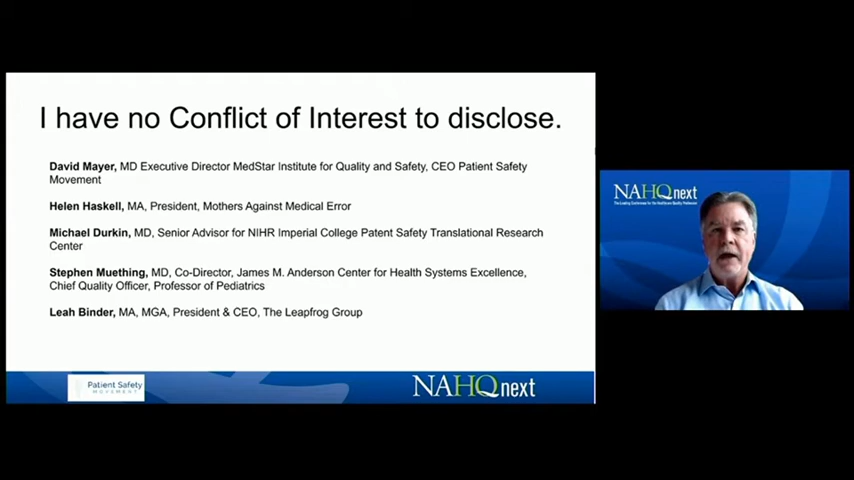 I have no Conflict of Interest to disclose.
David Mayer, MD Executive Director MedStar Institute for Quality and Safety, CEO Patient Safety
Movement
Helen Haskell, MA, President, Mothers Against Medical Error
Michael Durkin, MD, Senior Advisor for NIHR Imperial College Patent Safety Translational Research
Center
Stephen Muething, MD, Co-Director, James M. Anderson Center for Health Systems Excellence,
Chief Quality Officer, Professor of Pediatrics
Leah Binder, MA, MGA, President & CEO, The Leapfrog Group
Patient Safety
MOVEMENT
NAHQnext
NAHQnext
The Leading Conference for the Healthcare Quality Profession